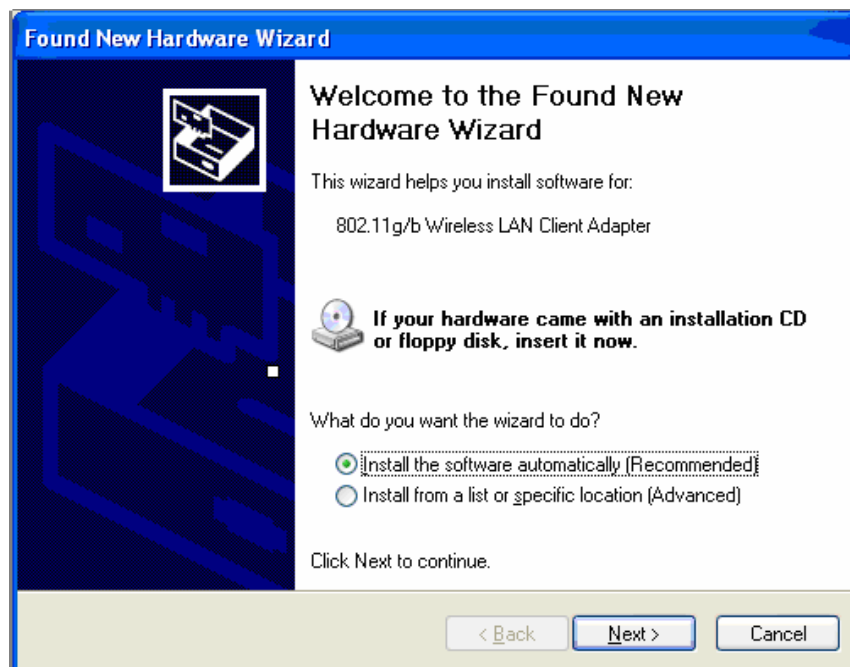 Found New Hardware Wizard
Welcome to the Found New
Hardware Wizard
This wizard helps you install software for:
802.11g/b Wireless LAN Client Adapter
If your hardware came with an installation CD
or floppy disk, insert it now.
What do you want the wizard to do?
Install the software automatically (Recommended)
Install from a list or specific location (Advanced)
Click Next to continue.
< Back Next > Cancel